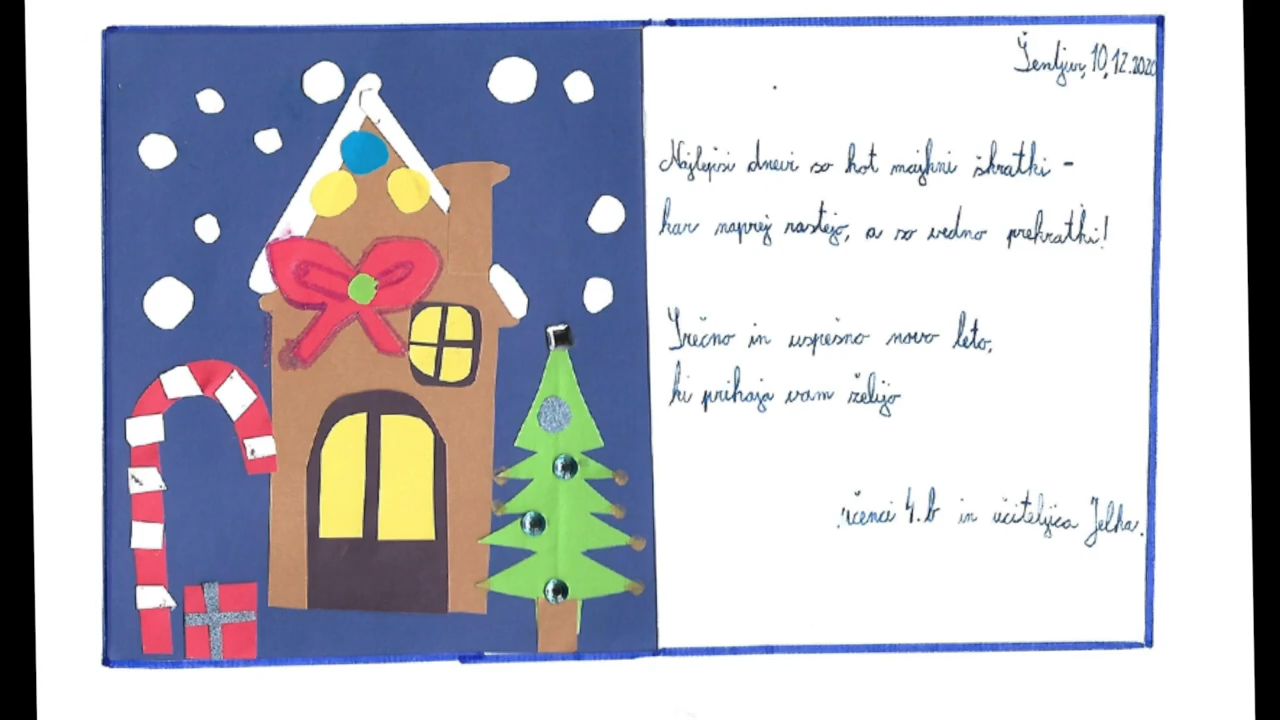 Šenčur, 10.12.2020
Najlepši dnevi so kot majhni škratki -
kar naprej rastejo, a so vedno prekratki!
Srečno in uspešno novo leto,
ki prihaja vam želijo
učenci 4.b in učiteljica Jelka.